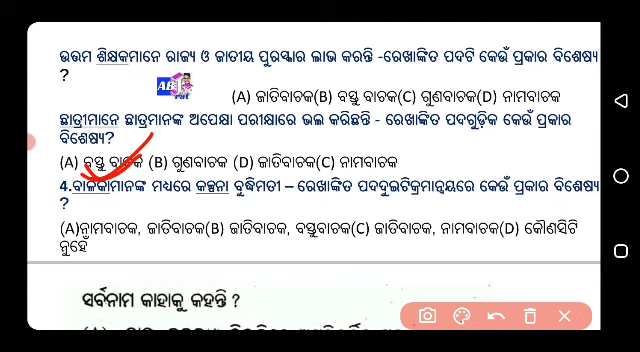 ଉତ୍ତମ ଶିକ୍ଷକମାନେ ରାଜ୍ୟ ଓ ଜାତୀୟ ପୁରସ୍କାର ଲାଭ କରନ୍ତି -ରେଖାଙ୍କିତ ପଦଟି କେଉଁ ପ୍ରକାର ବିଶେଷ୍ୟ
?
(A) ଜାତିବାଚକ(B) ବସ୍ତୁ ବାଚକ(C) ଗୁଣବାଚକ(D) ନାମବାଚକ
ଛାତ୍ରୀମାନେ ଛାତ୍ରମାନଙ୍କ ଅପେକ୍ଷା ପରୀକ୍ଷାରେ ଭଲ କରିଛନ୍ତି - ରେଖାଙ୍କିତ ପଦଗୁଡ଼ିକ କେଉଁ ପ୍ରକାର
ବିଶେଷ୍ୟ?
(A) ବସ୍ତୁ ବାଚକ (B) ଗୁଣବାଚକ (D) ଜାତିବାଚକ(C) ନାମବାଚକ
4.ବାଳିକାମାନଙ୍କ ମଧ୍ୟରେ କଳ୍ପନା ବୁଦ୍ଧିମତୀ – ରେଖାଙ୍କିତ ପଦଦୁଇଟିକ୍ରମାନ୍ୱୟରେ କେଉଁ ପ୍ରକାର ବିଶେଷ୍ୟ
?
(A)ନାମବାଚକ, ଜାତିବାଚକ(B) ଜାତିବାଚକ, ବସ୍ତୁବାଚକ(C) ଜାତିବାଚକ, ନାମବାଚକ(D) କୌଣସିଟି
ନୁହେଁ
ସର୍ବନାମ କାହାକୁ କହନ୍ତି ?